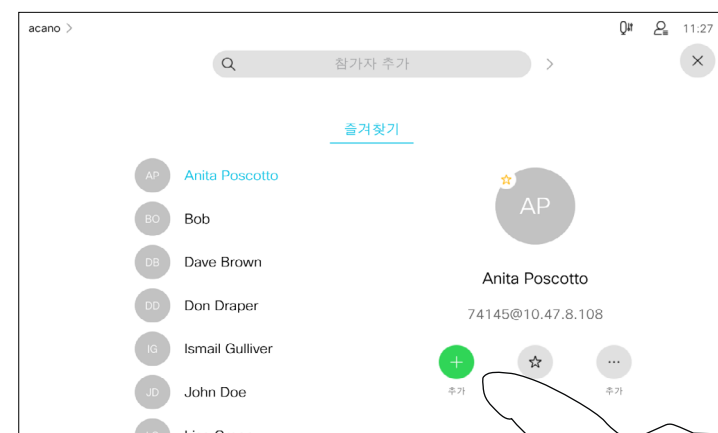 acano >
11:27
참가자 추가
즐겨찾기
AP Anita Poscotto
BO Bob
DB Dave Brown
DD Don Draper
IG Ismail Gulliver
JD John Doe
AP
Anita Poscotto
74145@10.47.8.108
추가
추가